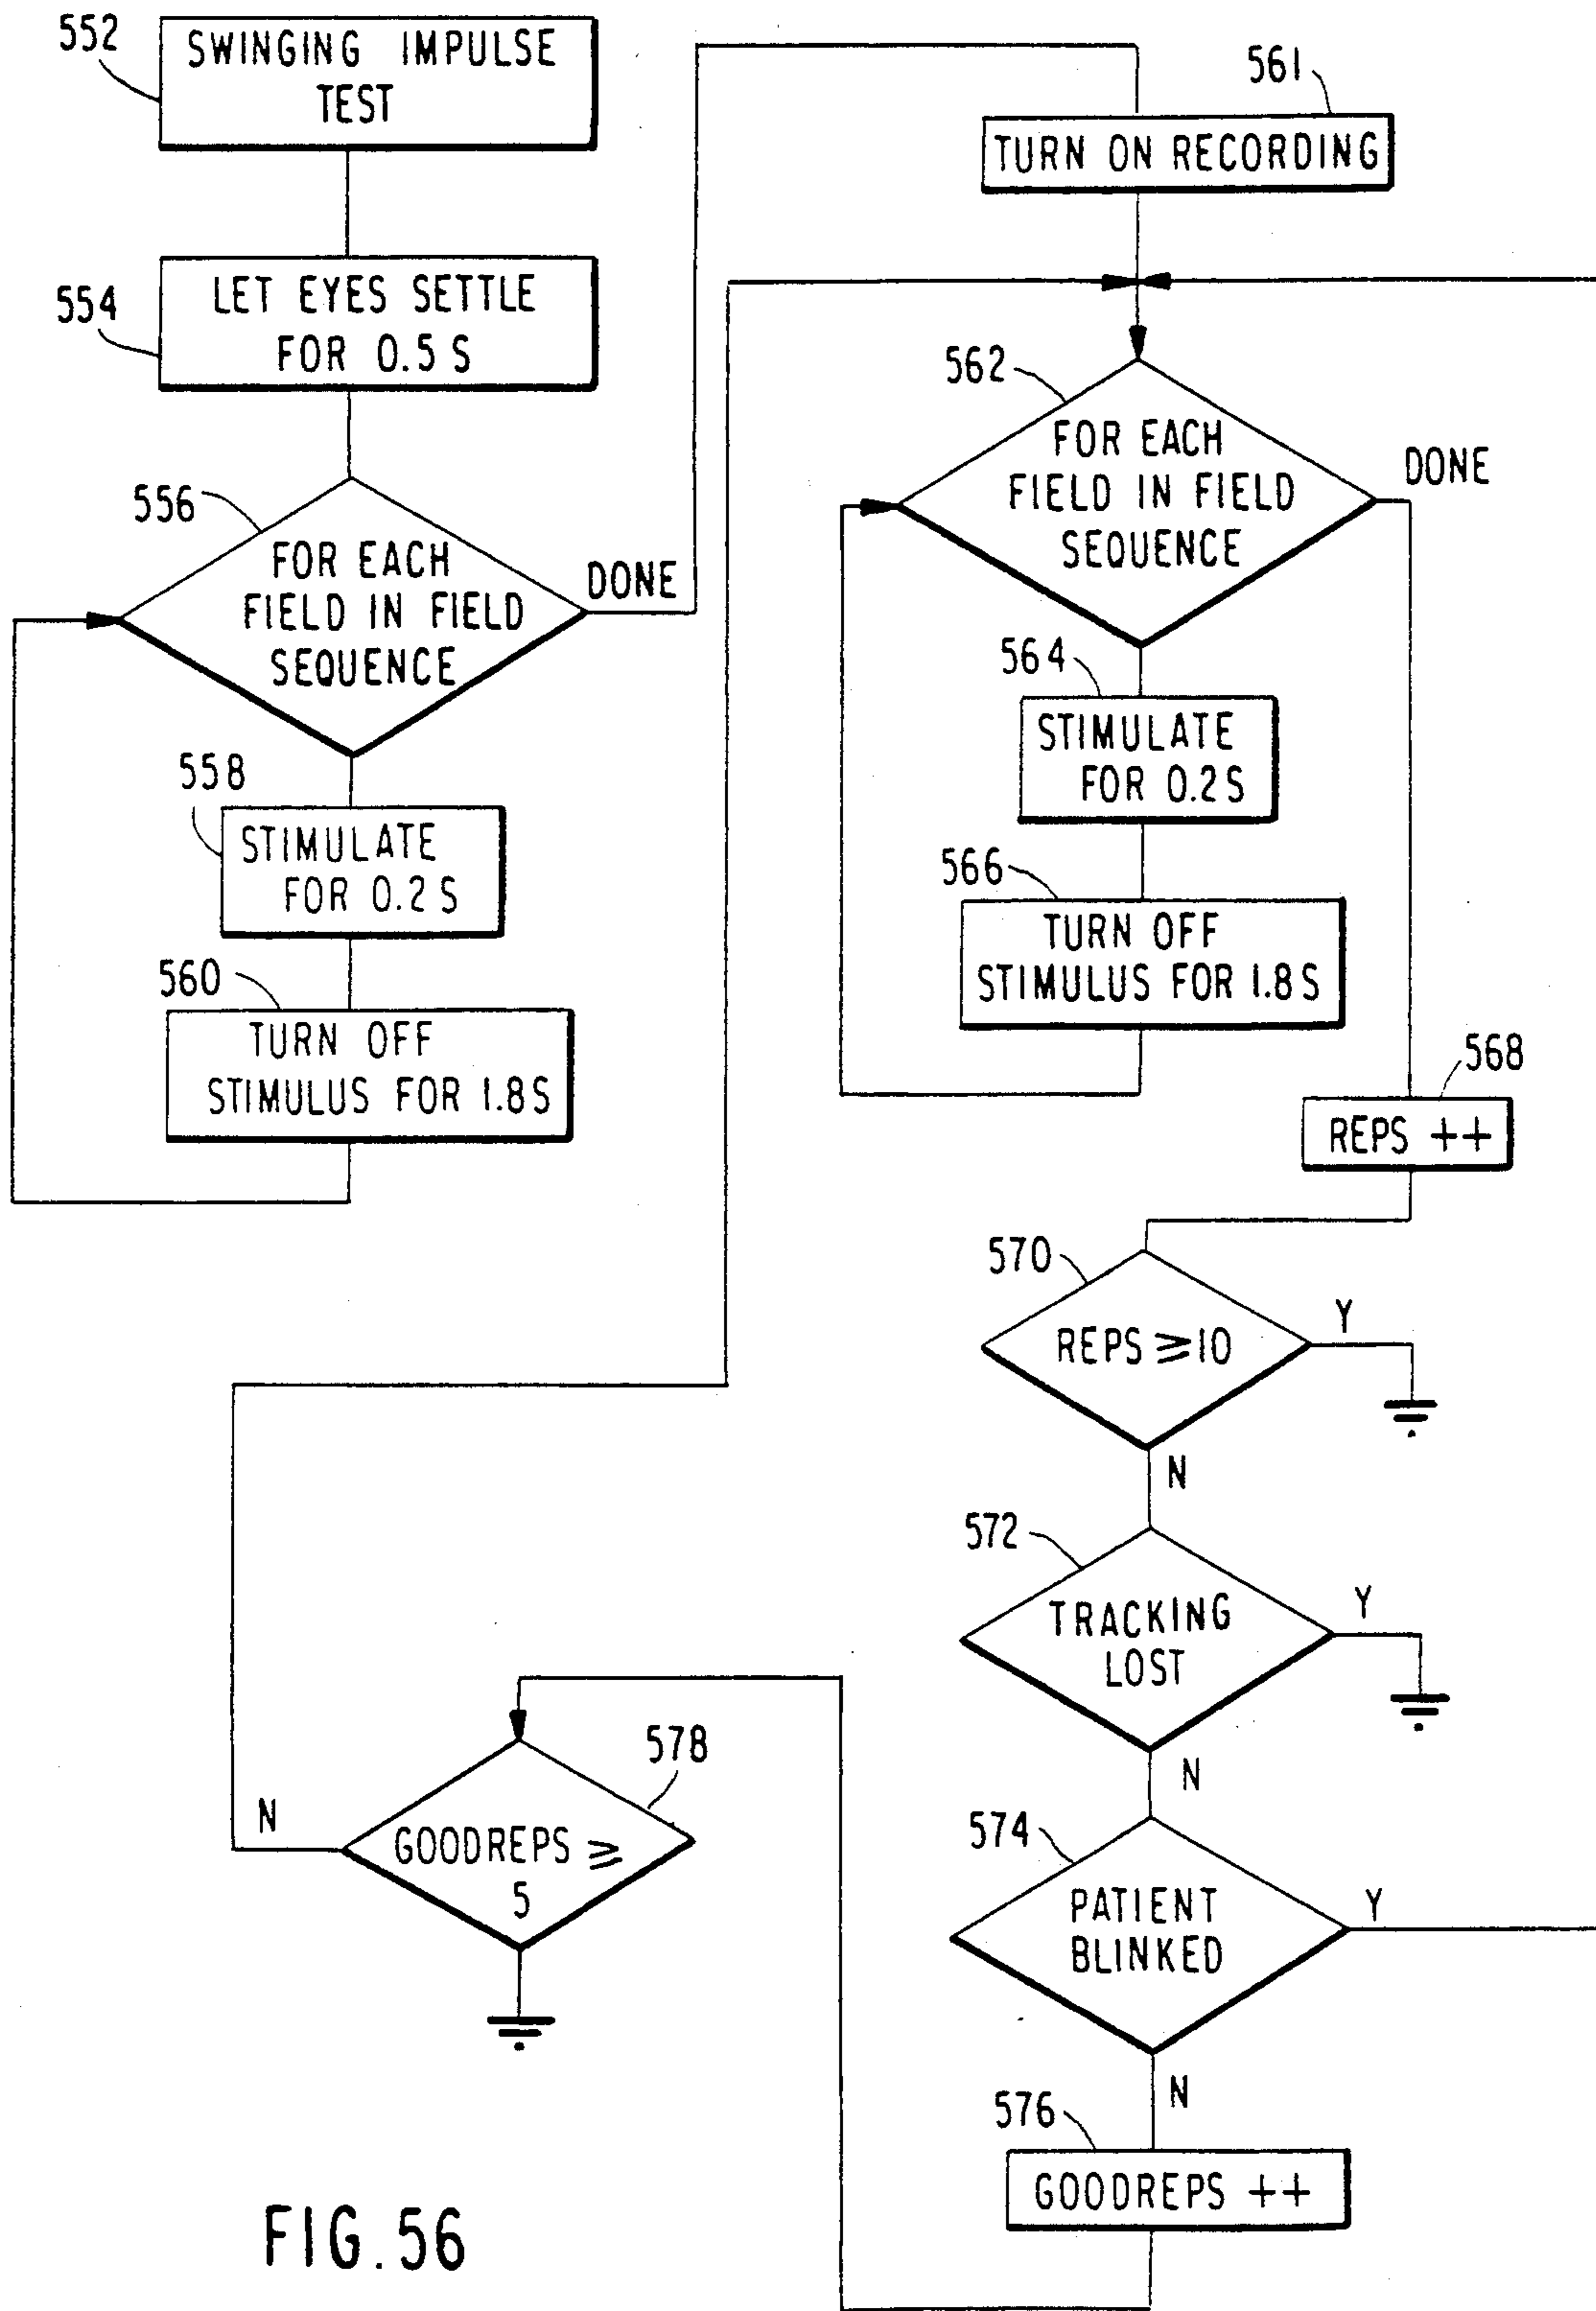 552
SWINGING IMPULSE
TEST
554
LET EYES SETTLE
FOR 0.5 S
556
FOR EACH
FIELD IN FIELD
SEQUENCE
DONE
558
STIMULATE
FOR 0.2 S
560
TURN OFF
STIMULUS FOR 1.8 S
561
TURN ON RECORDING
562
FOR EACH
FIELD IN FIELD
SEQUENCE
DONE
564
STIMULATE
FOR 0.2 S
566
TURN OFF
STIMULUS FOR 1.8 S
568
REPS ++
570
REPS ≥ 10
Y
N
572
TRACKING
LOST
Y
N
574
PATIENT
BLINKED
Y
N
576
GOODREPS ++
578
GOODREPS ≥
5
N
FIG. 56